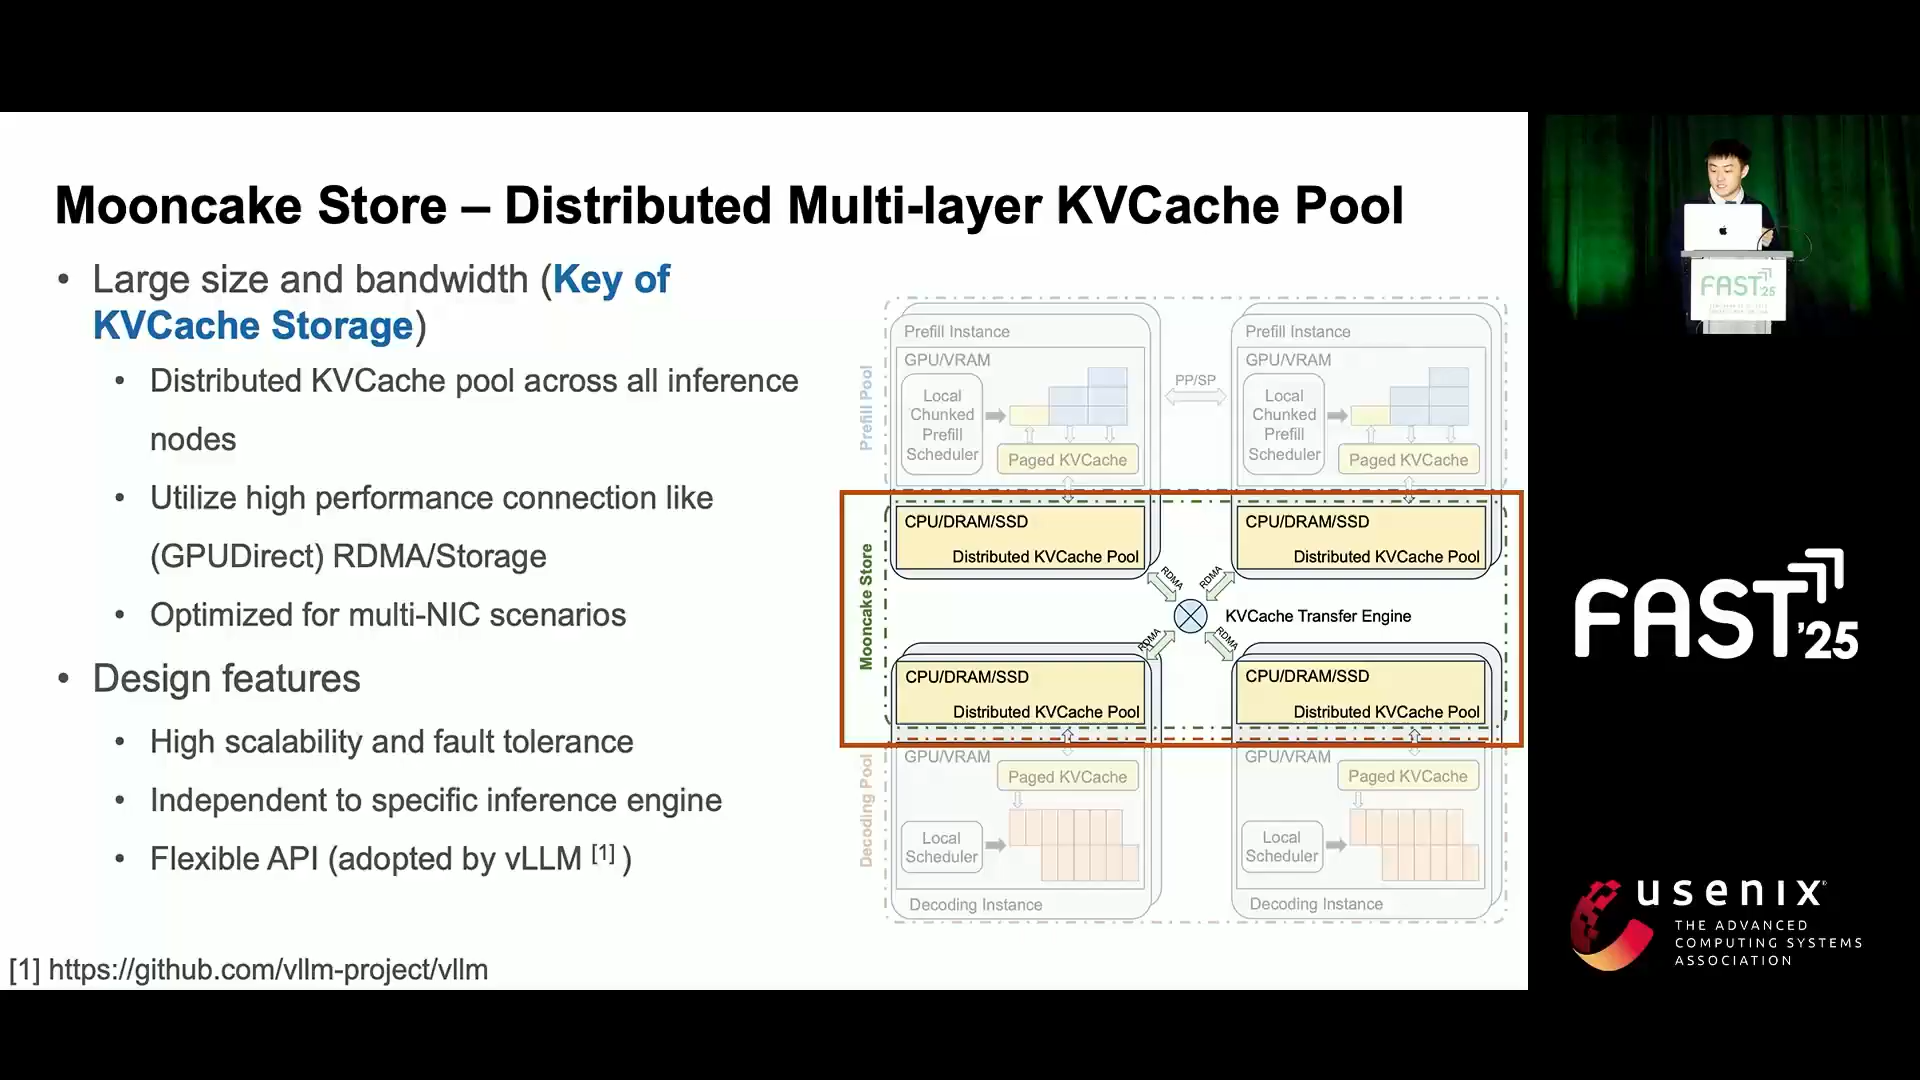 Mooncake Store – Distributed Multi-layer KVCache Pool
• Large size and bandwidth (Key of
KVCache Storage)
• Distributed KVCache pool across all inference
nodes
• Utilize high performance connection like
(GPUDirect) RDMA/Storage
• Optimized for multi-NIC scenarios
• Design features
• High scalability and fault tolerance
• Independent to specific inference engine
• Flexible API (adopted by vLLM [1] )
[1] https://github.com/vllm-project/vllm
Prefill Pool
Prefill Instance
GPU/VRAM
Local
Chunked
Prefill
Scheduler
Paged KVCache
PP/SP
Prefill Instance
GPU/VRAM
Local
Chunked
Prefill
Scheduler
Paged KVCache
Mooncake Store
CPU/DRAM/SSD
Distributed KVCache Pool
CPU/DRAM/SSD
Distributed KVCache Pool
RDMA
RDMA
KVCache Transfer Engine
RDMA
RDMA
CPU/DRAM/SSD
Distributed KVCache Pool
CPU/DRAM/SSD
Distributed KVCache Pool
Decoding Pool
GPU/VRAM
Paged KVCache
Local
Scheduler
Decoding Instance
GPU/VRAM
Paged KVCache
Local
Scheduler
Decoding Instance
FAST '25
FAST '25
usenix®
THE ADVANCED
COMPUTING SYSTEMS
ASSOCIATION